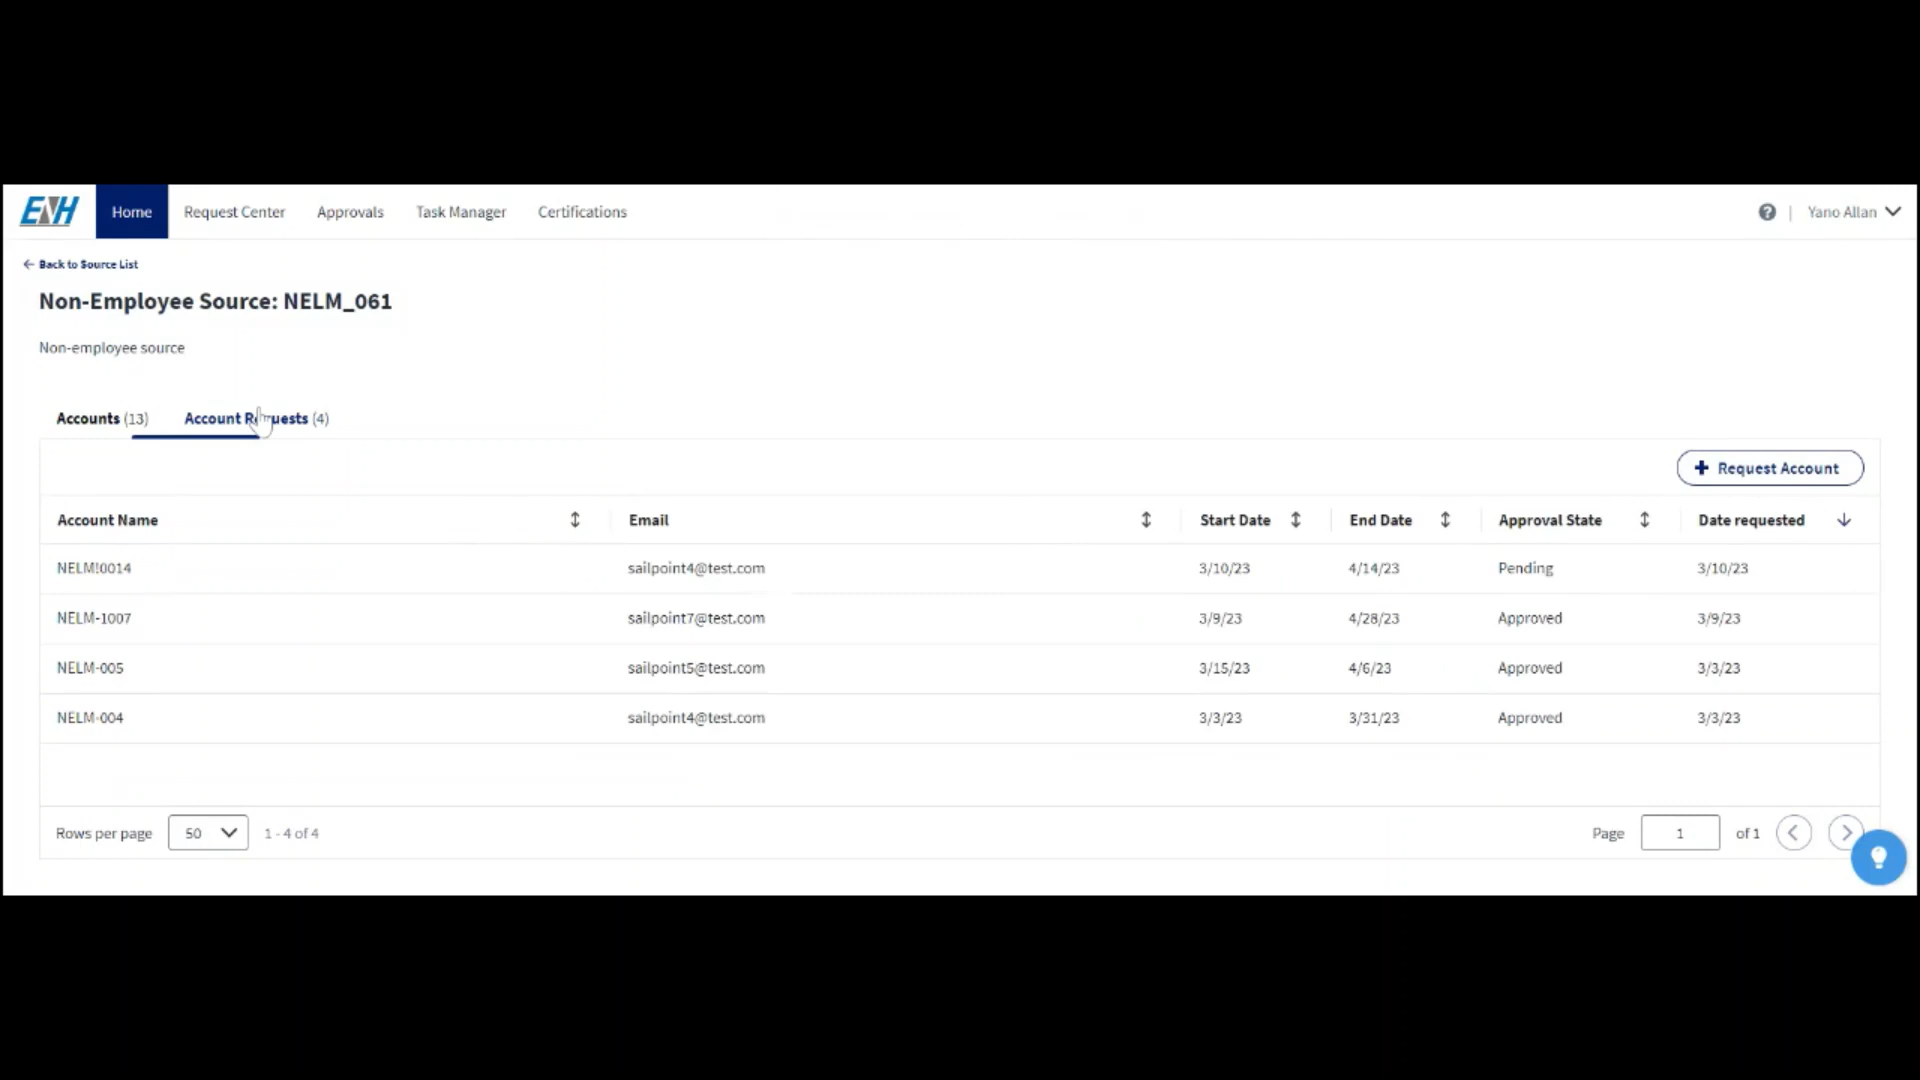 ENH Home Request Center Approvals Task Manager Certifications Yano Allan
Back to Source List
Non-Employee Source: NELM_061
Non-employee source
Accounts (13) Account Requests (4)
+ Request Account
Account Name Email Start Date End Date Approval State Date requested
NELM!0014 sailpoint4@test.com 3/10/23 4/14/23 Pending 3/10/23
NELM-1007 sailpoint7@test.com 3/9/23 4/28/23 Approved 3/9/23
NELM-005 sailpoint5@test.com 3/15/23 4/6/23 Approved 3/3/23
NELM-004 sailpoint4@test.com 3/3/23 3/31/23 Approved 3/3/23
Rows per page 50 1 - 4 of 4 Page 1 of 1